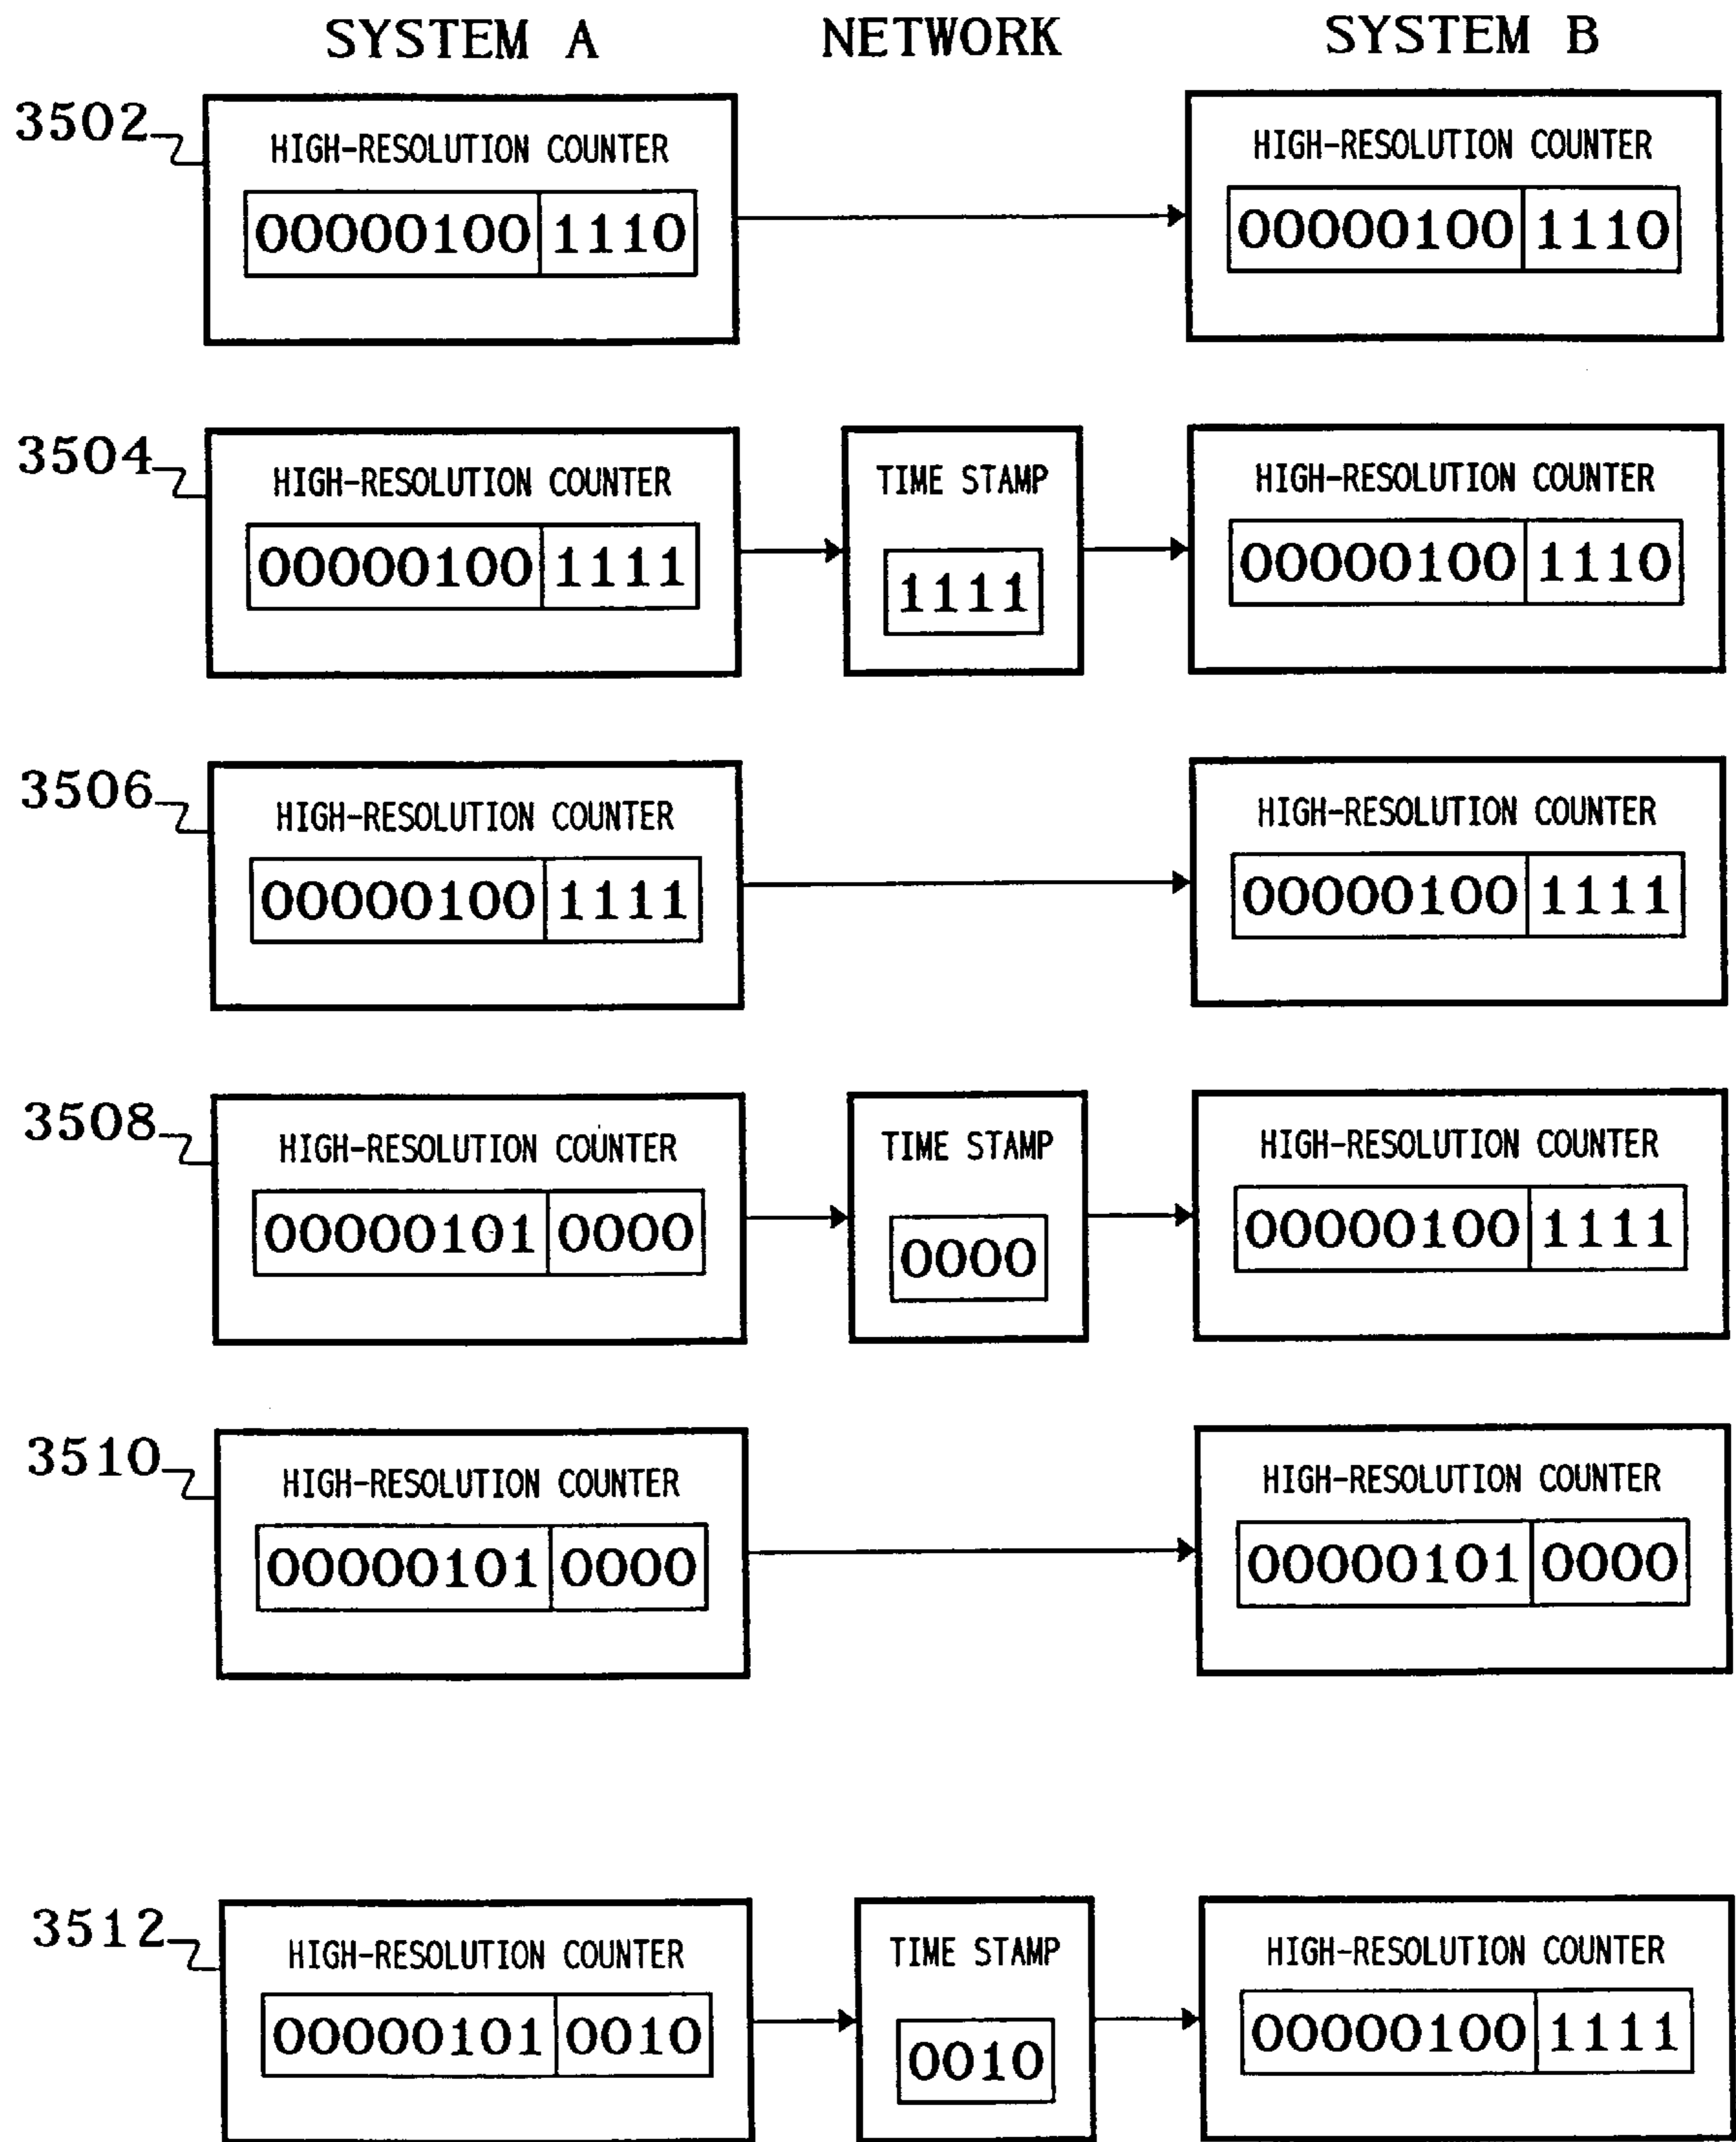 SYSTEM A NETWORK SYSTEM B
3502
HIGH-RESOLUTION COUNTER HIGH-RESOLUTION COUNTER
00000100 1110 00000100 1110
3504
HIGH-RESOLUTION COUNTER TIME STAMP HIGH-RESOLUTION COUNTER
00000100 1111 1111 00000100 1110
3506
HIGH-RESOLUTION COUNTER HIGH-RESOLUTION COUNTER
00000100 1111 00000100 1111
3508
HIGH-RESOLUTION COUNTER TIME STAMP HIGH-RESOLUTION COUNTER
00000101 0000 0000 00000100 1111
3510
HIGH-RESOLUTION COUNTER HIGH-RESOLUTION COUNTER
00000101 0000 00000101 0000
3512
HIGH-RESOLUTION COUNTER TIME STAMP HIGH-RESOLUTION COUNTER
00000101 0010 0010 00000100 1111